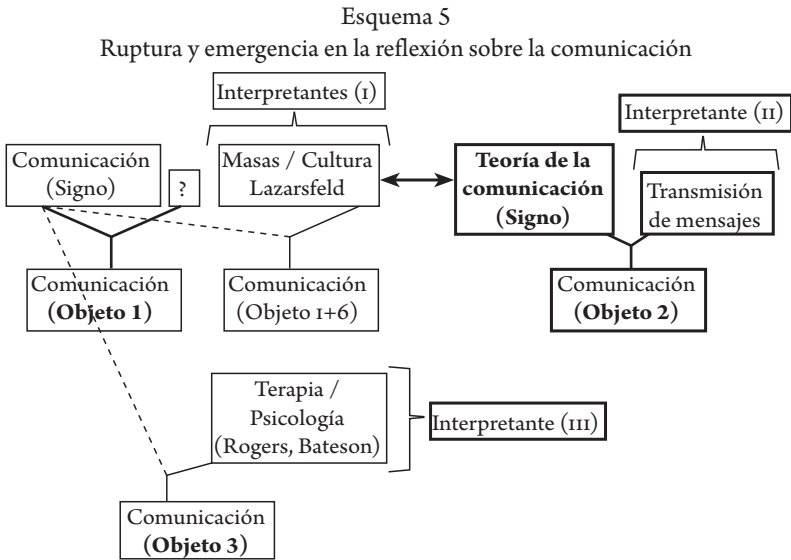 Esquema 5
Ruptura y emergencia en la reflexión sobre la comunicación
Interpretantes (I)
Interpretante (II)
Comunicación
(Signo)
?
Masas / Cultura
Lazarsfeld
Teoría de la
comunicación
(Signo)
Transmisión
de mensajes
Comunicación
(Objeto 1)
Comunicación
(Objeto 1+6)
Comunicación
(Objeto 2)
Terapia /
Psicología
(Rogers, Bateson)
Interpretante (III)
Comunicación
(Objeto 3)